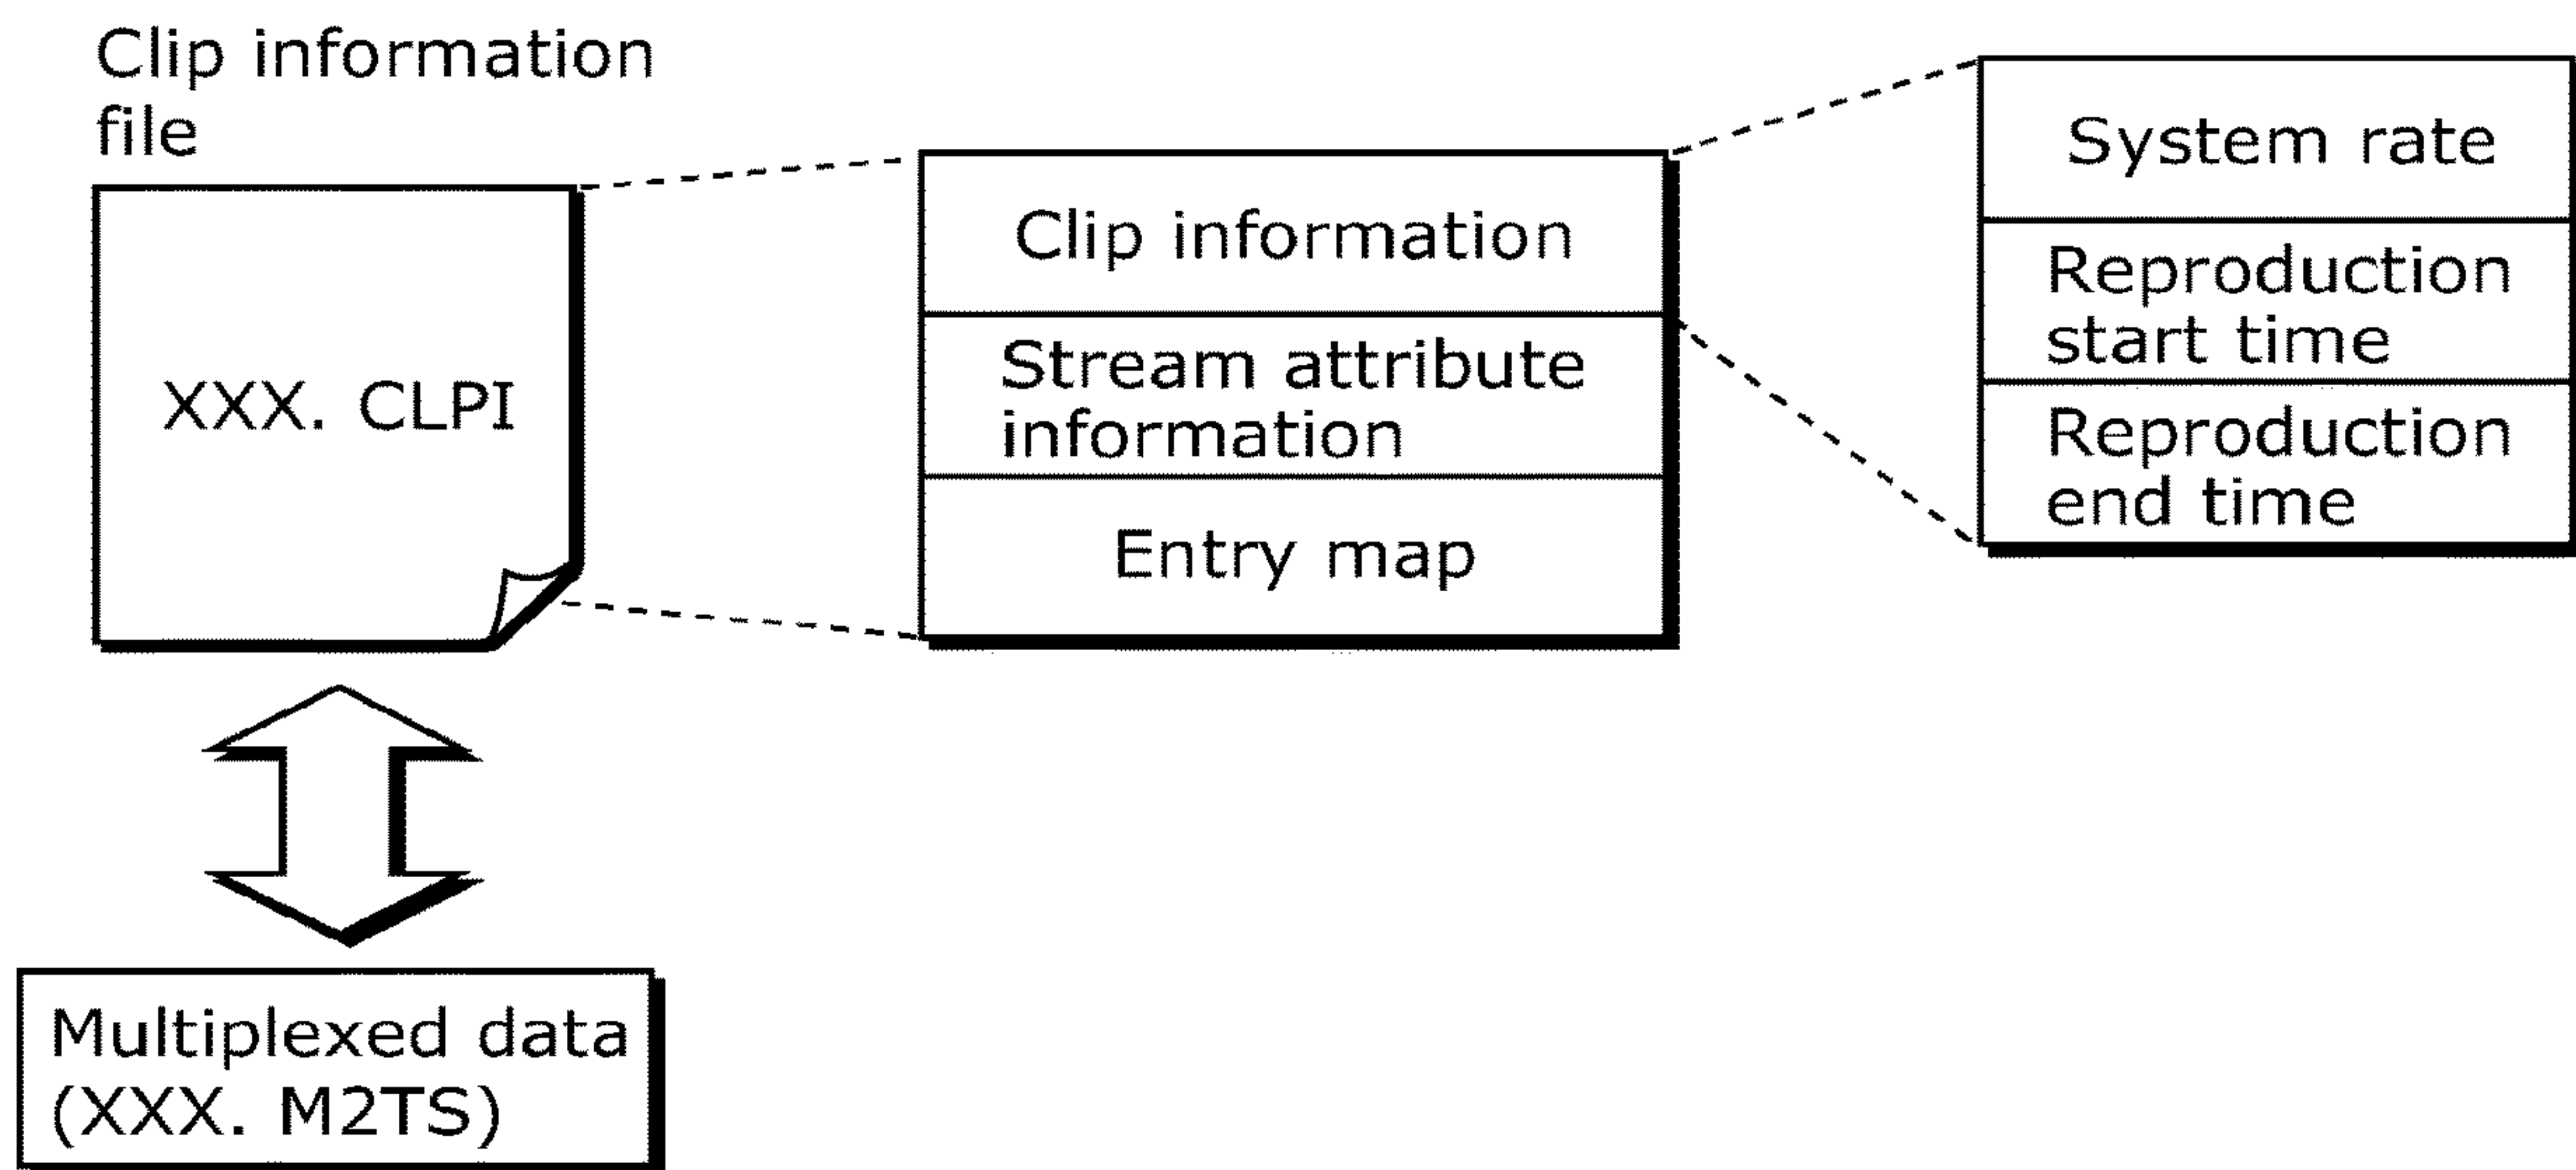 Clip information
file
XXX. CLPI
Clip information
Stream attribute
information
Entry map
System rate
Reproduction
start time
Reproduction
end time
Multiplexed data
(XXX. M2TS)